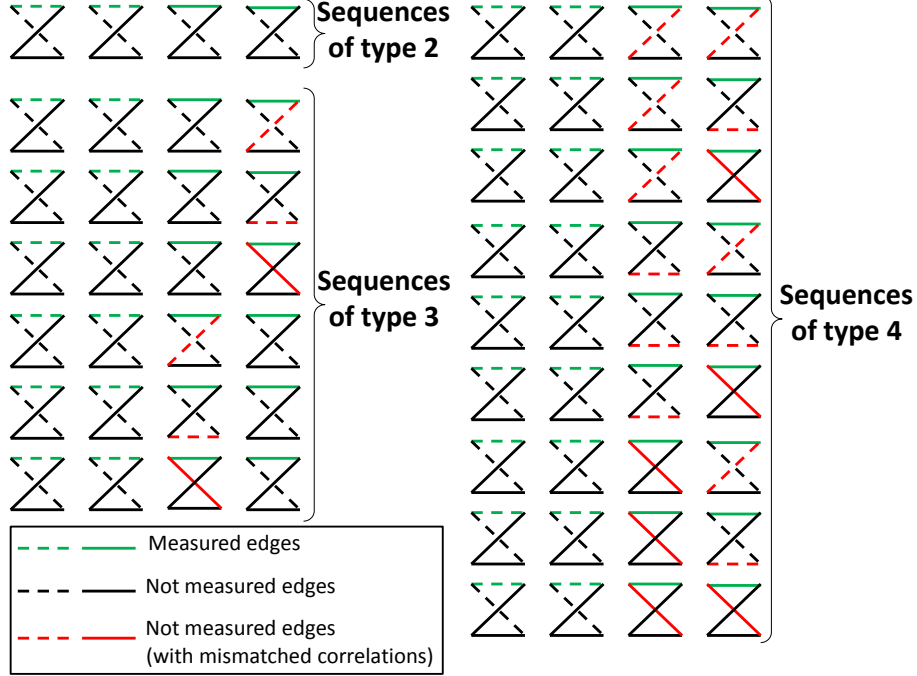 Sequences
of type 2
Sequences
of type 3
Sequences
of type 4
Measured edges
Not measured edges
Not measured edges
(with mismatched correlations)